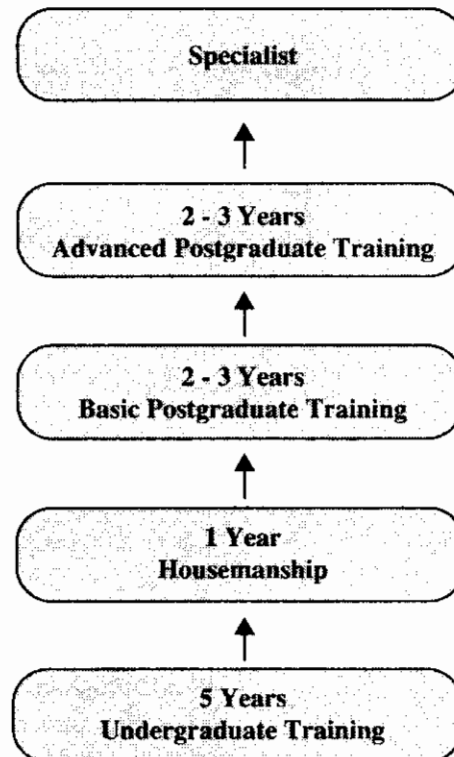 Specialist
2 - 3 Years
Advanced Postgraduate Training
2 - 3 Years
Basic Postgraduate Training
1 Year
Housemanship
5 Years
Undergraduate Training